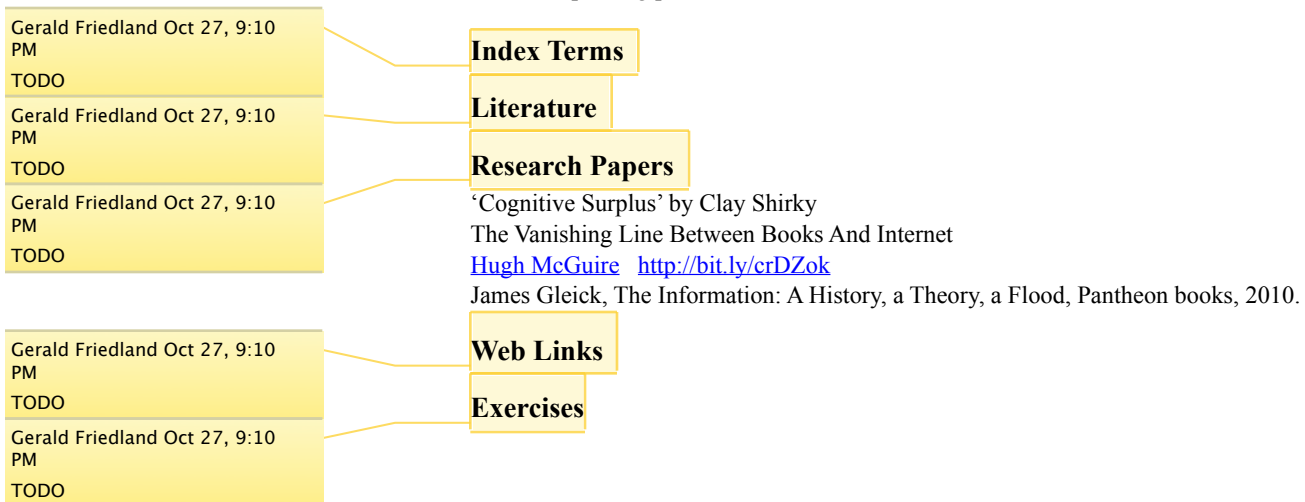 Gerald Friedland Oct 27, 9:10
PM
TODO
Gerald Friedland Oct 27, 9:10
PM
TODO
Gerald Friedland Oct 27, 9:10
PM
TODO
Index Terms
Literature
Research Papers
‘Cognitive Surplus’ by Clay Shirky
The Vanishing Line Between Books And Internet
Hugh McGuire http://bit.ly/crDZok
James Gleick, The Information: A History, a Theory, a Flood, Pantheon books, 2010.
Gerald Friedland Oct 27, 9:10
PM
TODO
Gerald Friedland Oct 27, 9:10
PM
TODO
Web Links
Exercises